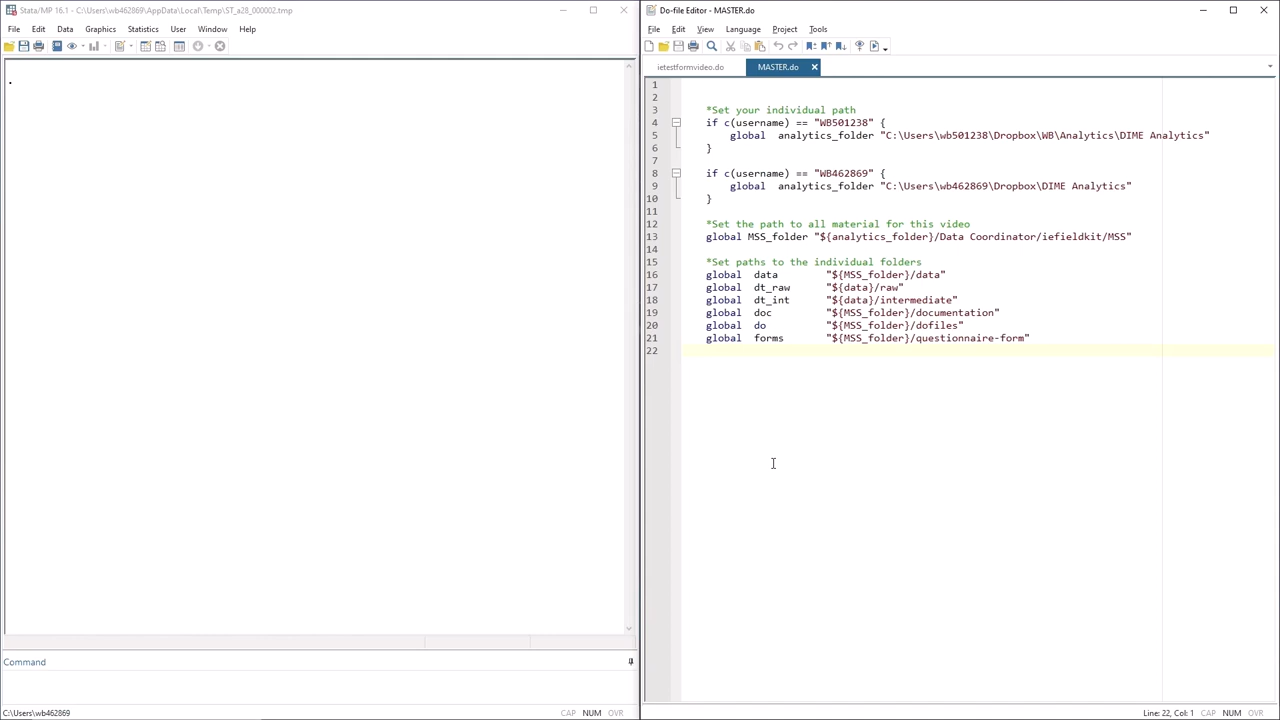 Stata/MP 16.1 - C:\Users\wb462869\AppData\Local\Temp\ST_a28_000002.tmp
File Edit Data Graphics Statistics User Window Help
.
Command
C:\Users\wb462869
CAP NUM OVR
Do-file Editor - MASTER.do
File Edit View Language Project Tools
ietestformvideo.do MASTER.do
1
2
3 *Set your individual path
4 if c(username) == "WB501238" {
5 global analytics_folder "C:\Users\wb501238\Dropbox\WB\Analytics\DIME Analytics"
6 }
7
8 if c(username) == "WB462869" {
9 global analytics_folder "C:\Users\wb462869\Dropbox\DIME Analytics"
10 }
11
12 *Set the path to all material for this video
13 global MSS_folder "${analytics_folder}/Data Coordinator/iefieldkit/MSS"
14
15 *Set paths to the individual folders
16 global data "${MSS_folder}/data"
17 global dt_raw "${data}/raw"
18 global dt_int "${data}/intermediate"
19 global doc "${MSS_folder}/documentation"
20 global do "${MSS_folder}/dofiles"
21 global forms "${MSS_folder}/questionnaire-form"
22
Line: 22, Col: 1 CAP NUM OVR